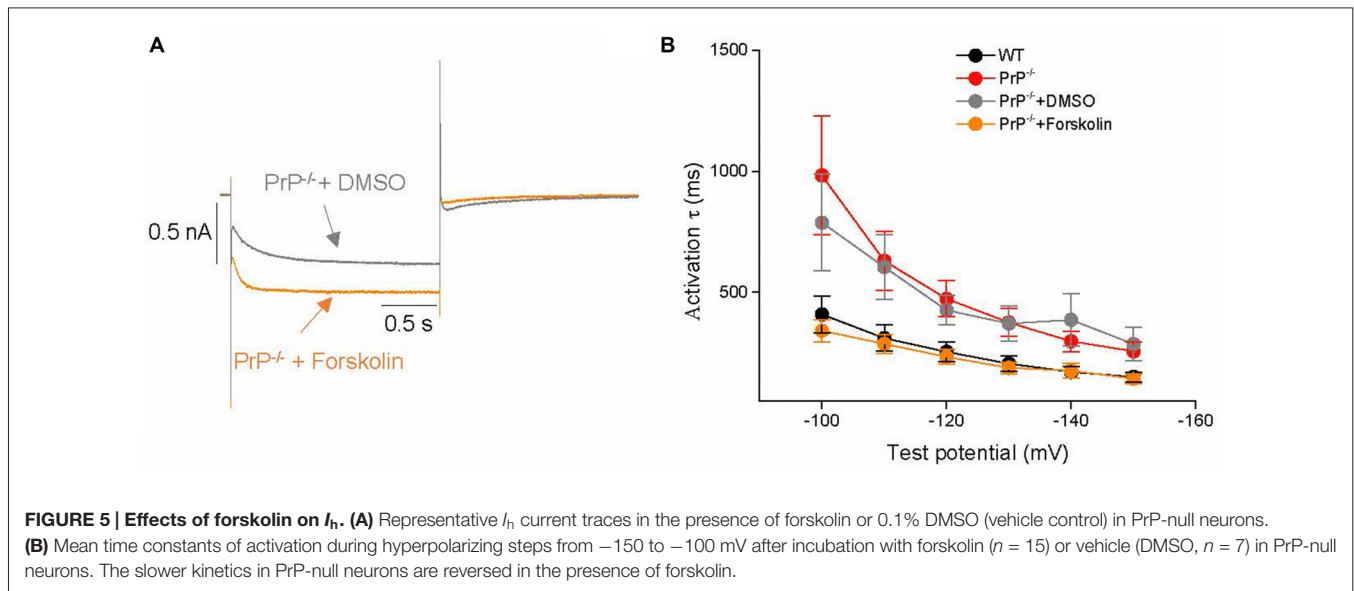 A
PrP-/-+ DMSO
0.5 nA
0.5 s
PrP-/- + Forskolin
B
1500
1000
500
Activation τ (ms)
WT
PrP-/-
PrP-/-+DMSO
PrP-/-+Forskolin
-100
-120
-140
-160
Test potential (mV)
FIGURE 5 | Effects of forskolin on Ih. (A) Representative Ih current traces in the presence of forskolin or 0.1% DMSO (vehicle control) in PrP-null neurons.
(B) Mean time constants of activation during hyperpolarizing steps from −150 to −100 mV after incubation with forskolin (n = 15) or vehicle (DMSO, n = 7) in PrP-null
neurons. The slower kinetics in PrP-null neurons are reversed in the presence of forskolin.